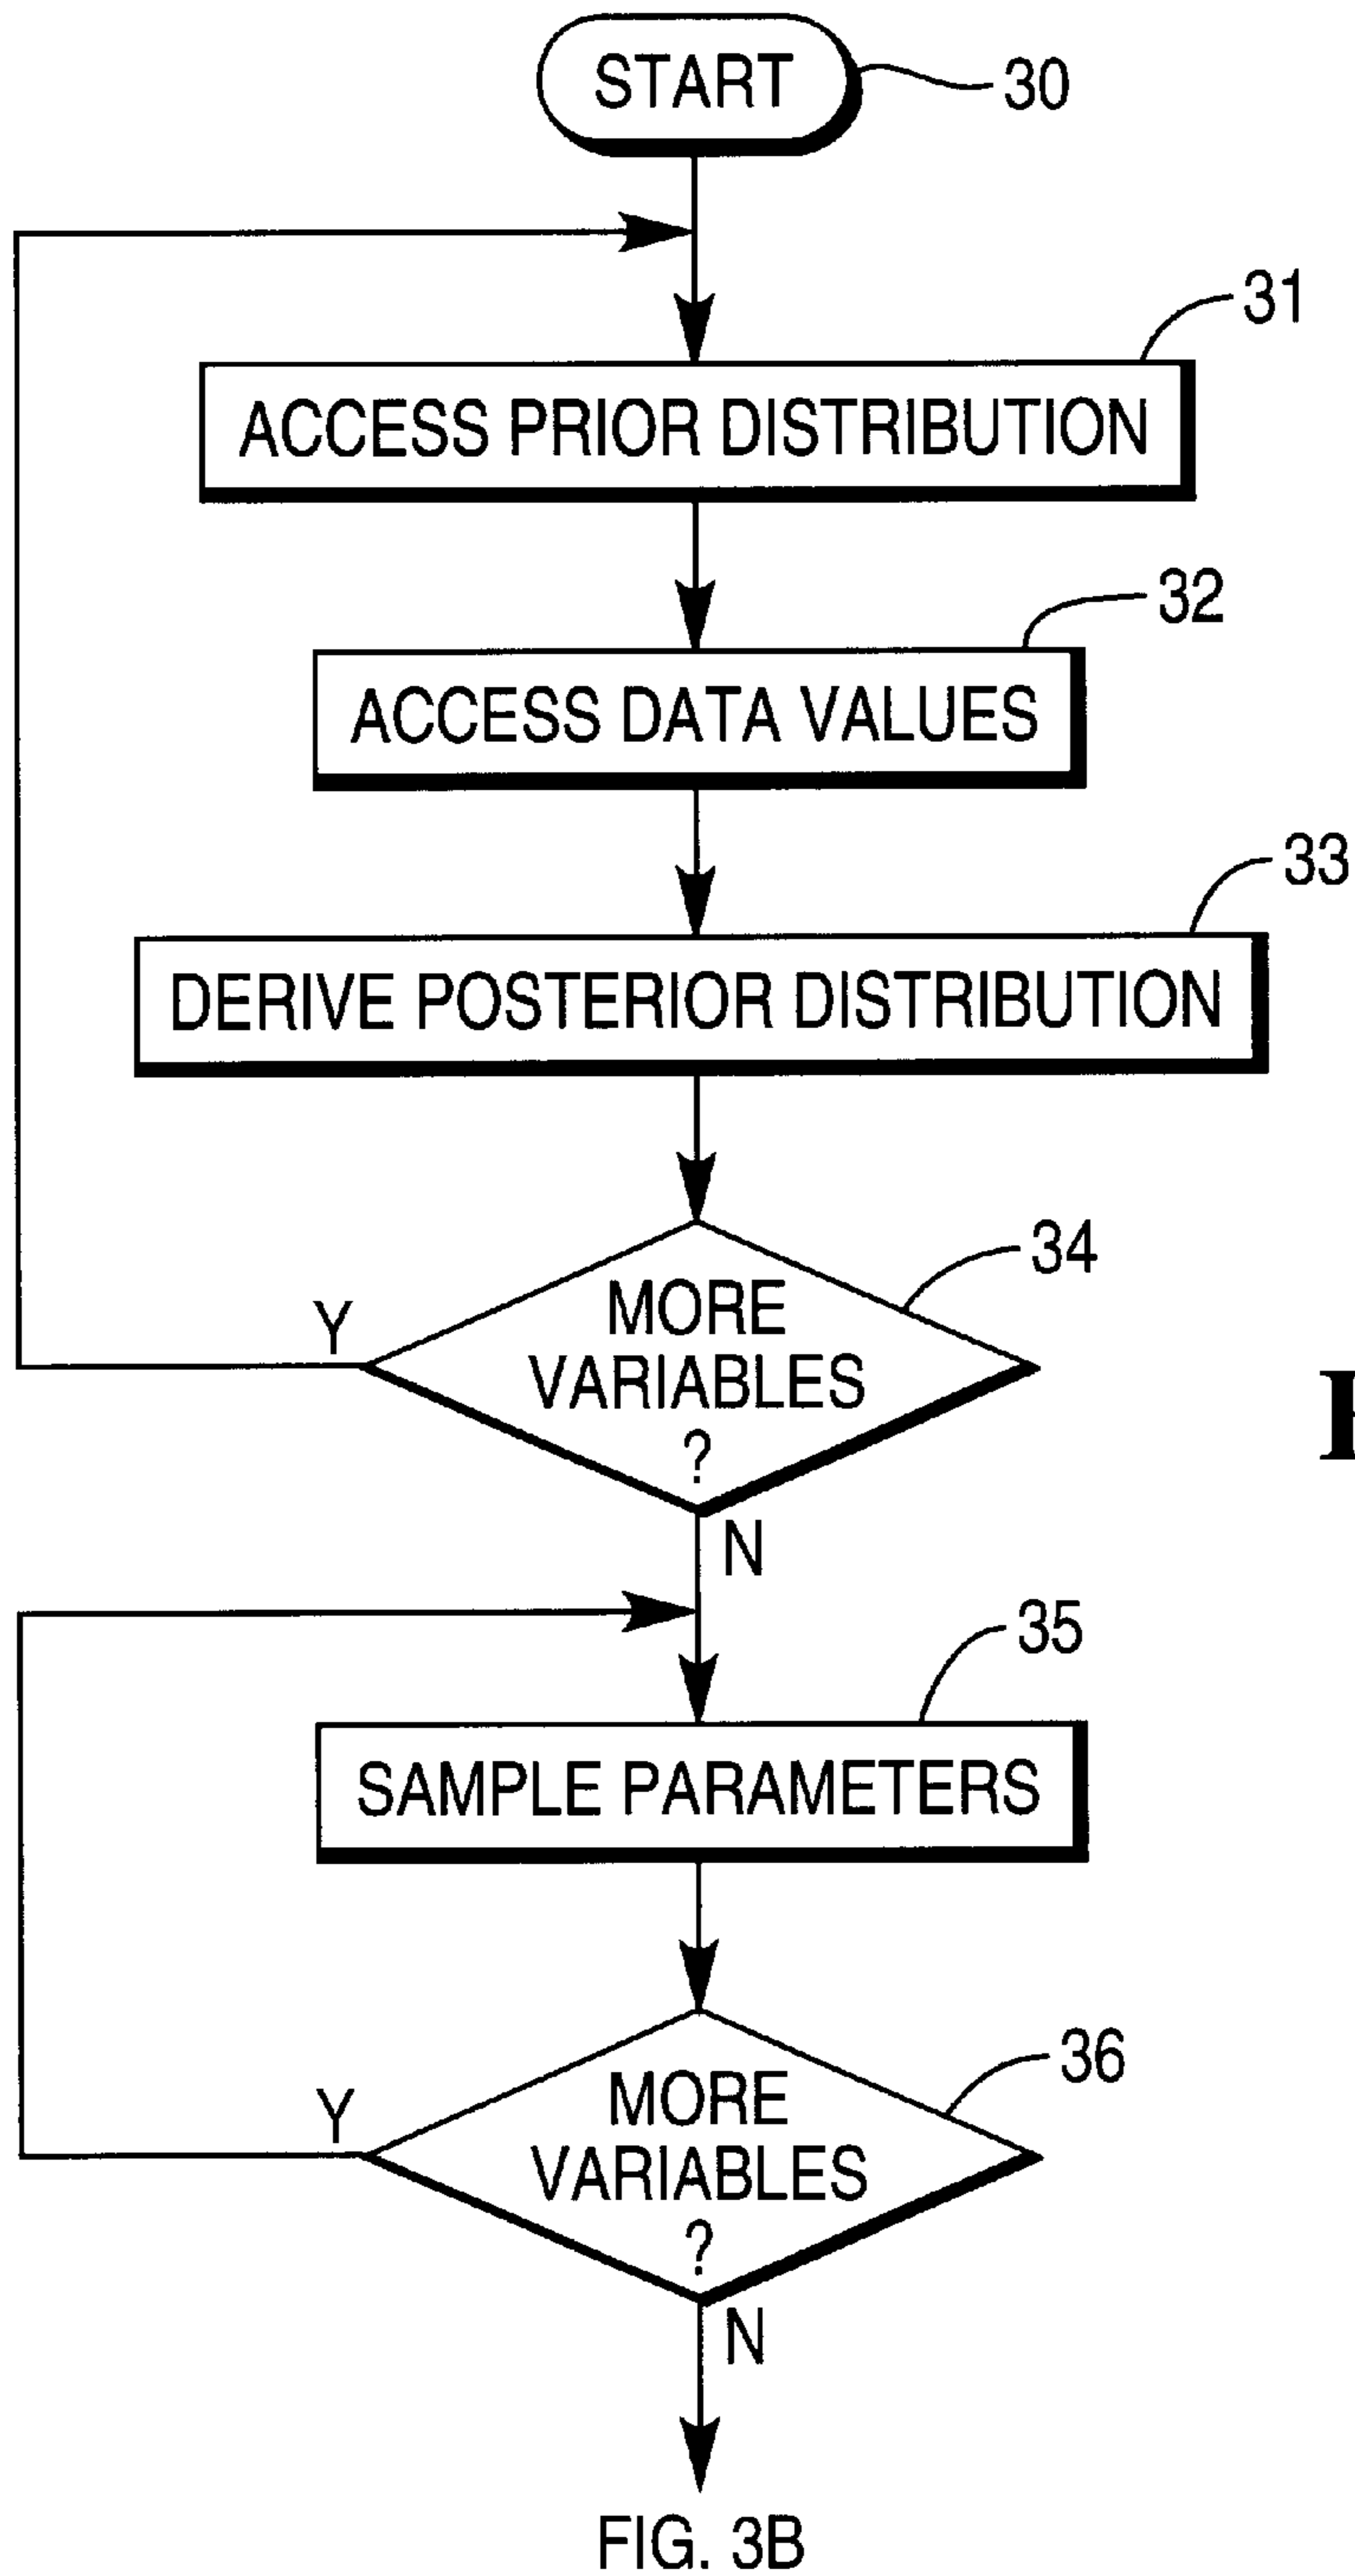 START
30
31
ACCESS PRIOR DISTRIBUTION
32
ACCESS DATA VALUES
33
DERIVE POSTERIOR DISTRIBUTION
34
MORE
VARIABLES
?
Y
N
35
SAMPLE PARAMETERS
36
MORE
VARIABLES
?
Y
N
FIG. 3B